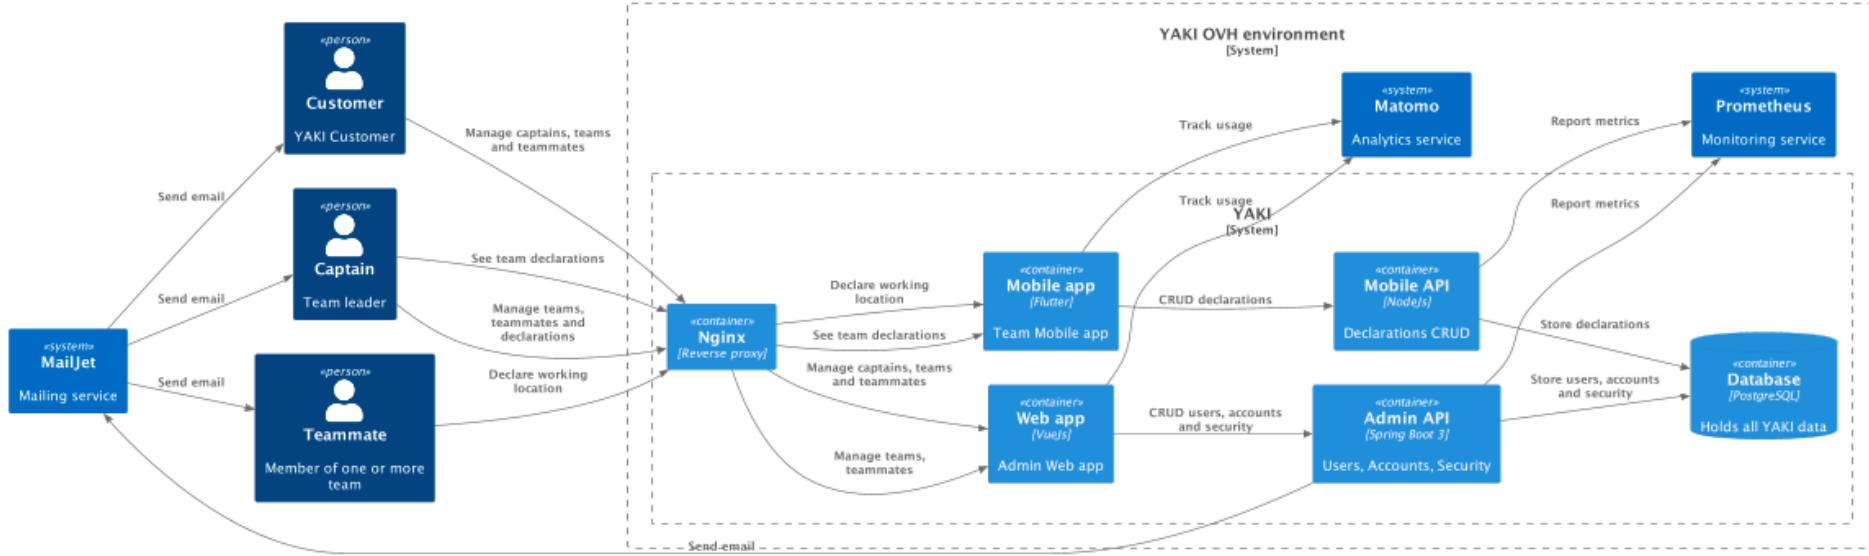 «person»
Customer
YAKI Customer
«person»
Captain
Team leader
«person»
Teammate
Member of one or more
team
«system»
MailJet
Mailing service
Send email
Send email
Send email
Send email
Manage captains, teams
and teammates
See team declarations
Manage teams,
teammates and
declarations
Declare working
location
YAKI OVH environment
[System]
YAKI
[System]
«container»
Nginx
[Reverse proxy]
Declare working
location
See team declarations
Manage captains, teams
and teammates
Manage teams,
teammates
«container»
Mobile app
[Flutter]
Team Mobile app
«container»
Web app
[VueJs]
Admin Web app
Track usage
Track usage
CRUD declarations
CRUD users, accounts
and security
«system»
Matomo
Analytics service
«container»
Mobile API
[NodeJs]
Declarations CRUD
«container»
Admin API
[Spring Boot 3]
Users, Accounts, Security
Report metrics
Report metrics
Store declarations
Store users, accounts
and security
«system»
Prometheus
Monitoring service
«container»
Database
[PostgreSQL]
Holds all YAKI data